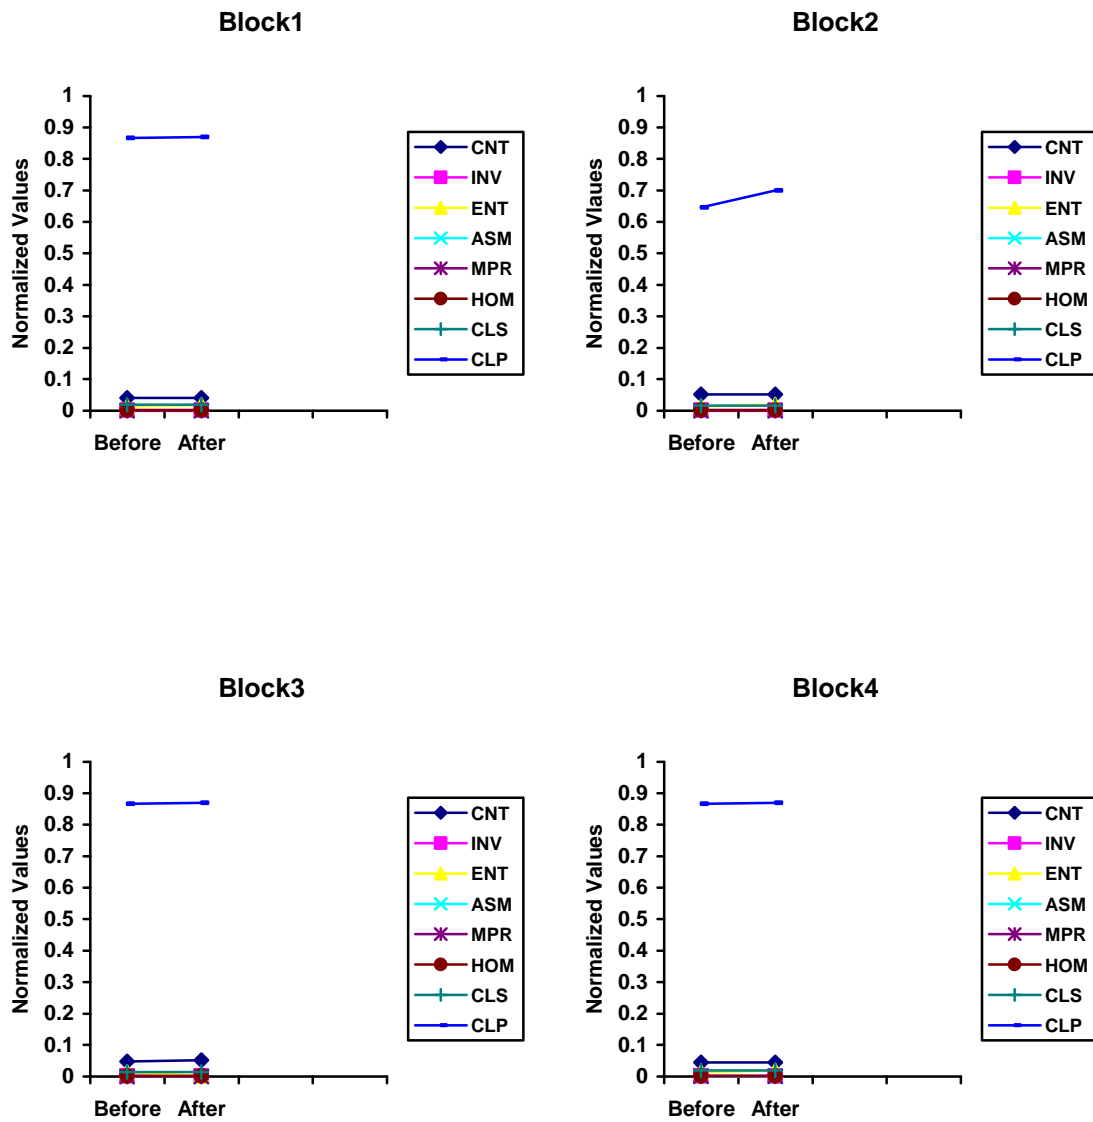 Block1
Normalized Values
1
0.9
0.8
0.7
0.6
0.5
0.4
0.3
0.2
0.1
0
Before After
CNT
INV
ENT
ASM
MPR
HOM
CLS
CLP
Block2
Normalized Vlaues
1
0.9
0.8
0.7
0.6
0.5
0.4
0.3
0.2
0.1
0
Before After
CNT
INV
ENT
ASM
MPR
HOM
CLS
CLP
Block3
Normalized Values
1
0.9
0.8
0.7
0.6
0.5
0.4
0.3
0.2
0.1
0
Before After
CNT
INV
ENT
ASM
MPR
HOM
CLS
CLP
Block4
Normalized Values
1
0.9
0.8
0.7
0.6
0.5
0.4
0.3
0.2
0.1
0
Before After
CNT
INV
ENT
ASM
MPR
HOM
CLS
CLP